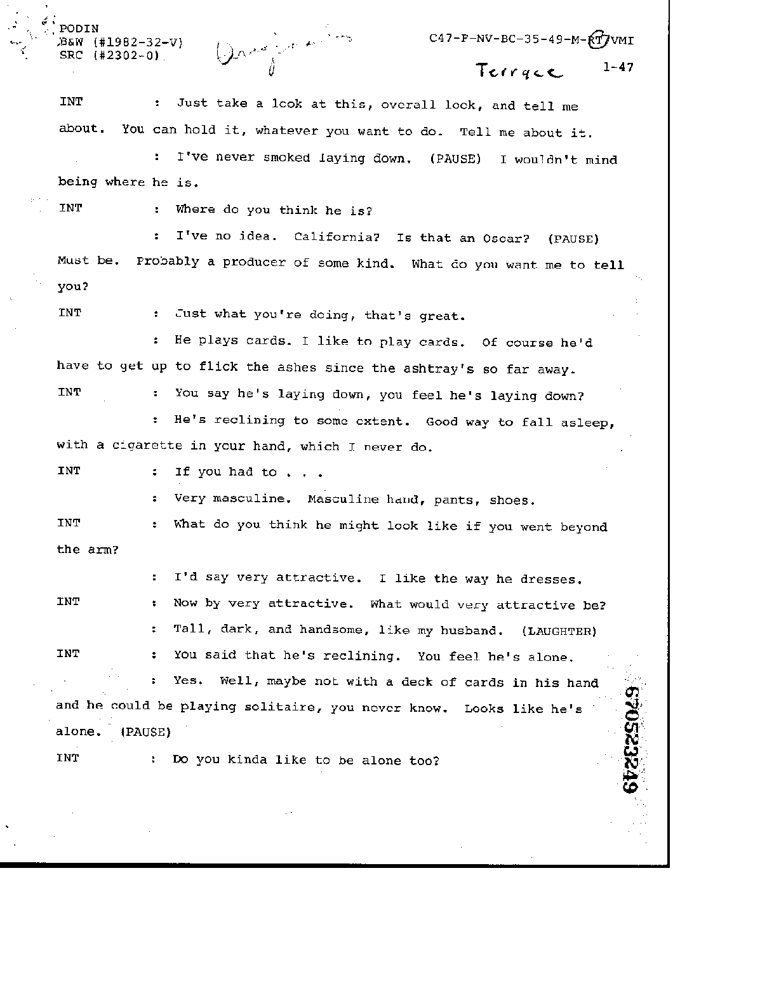 PODIN
B&W (#1982-32-V)
SRC (#2302-0)
C47-F-NV-BC-35-49-M-RT/VMI
Terrace 1-47
INT : Just take a look at this, overall look, and tell me
about. You can hold it, whatever you want to do. Tell me about it.
: I've never smoked laying down. (PAUSE) I wouldn't mind
being where he is.
INT : Where do you think he is?
: I've no idea. California? Is that an Oscar? (PAUSE)
Must be. Probably a producer of some kind. What do you want me to tell
you?
INT : Just what you're doing, that's great.
: He plays cards. I like to play cards. Of course he'd
have to get up to flick the ashes since the ashtray's so far away.
INT : You say he's laying down, you feel he's laying down?
: He's reclining to some extent. Good way to fall asleep,
with a cigarette in your hand, which I never do.
INT : If you had to . . .
: Very masculine. Masculine hand, pants, shoes.
INT : What do you think he might look like if you went beyond
the arm?
: I'd say very attractive. I like the way he dresses.
INT : Now by very attractive. What would very attractive be?
: Tall, dark, and handsome, like my husband. (LAUGHTER)
INT : You said that he's reclining. You feel he's alone.
: Yes. Well, maybe not with a deck of cards in his hand
and he could be playing solitaire, you never know. Looks like he's
alone. (PAUSE)
INT : Do you kinda like to be alone too?
670523249